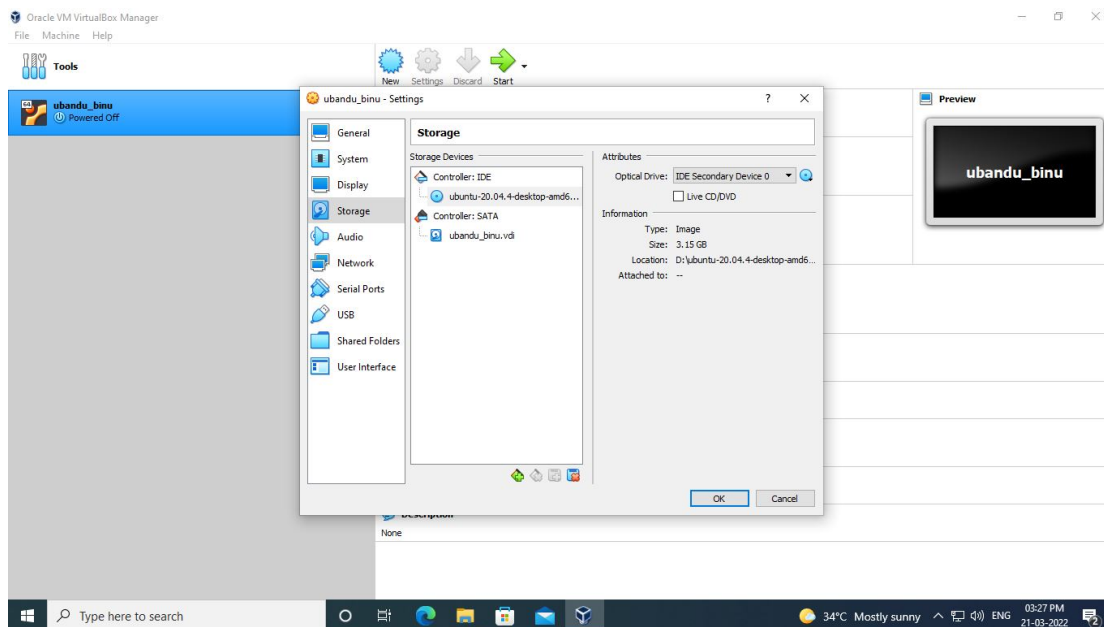 Oracle VM VirtualBox Manager
File Machine Help
Tools
New Settings Discard Start
ubandu_binu
Powered Off
ubandu_binu - Settings
General
System
Display
Storage
Audio
Network
Serial Ports
USB
Shared Folders
User Interface
Storage
Storage Devices
Controller: IDE
ubuntu-20.04.4-desktop-amd6...
Controller: SATA
ubandu_binu.vdi
Attributes
Optical Drive: IDE Secondary Device 0
Live CD/DVD
Information
Type: Image
Size: 3.15 GB
Location: D:\ubuntu-20.04.4-desktop-amd6...
Attached to: --
OK Cancel
Preview
ubandu_binu
Description
None
Type here to search
34°C Mostly sunny
ENG
03:27 PM
21-03-2022
2